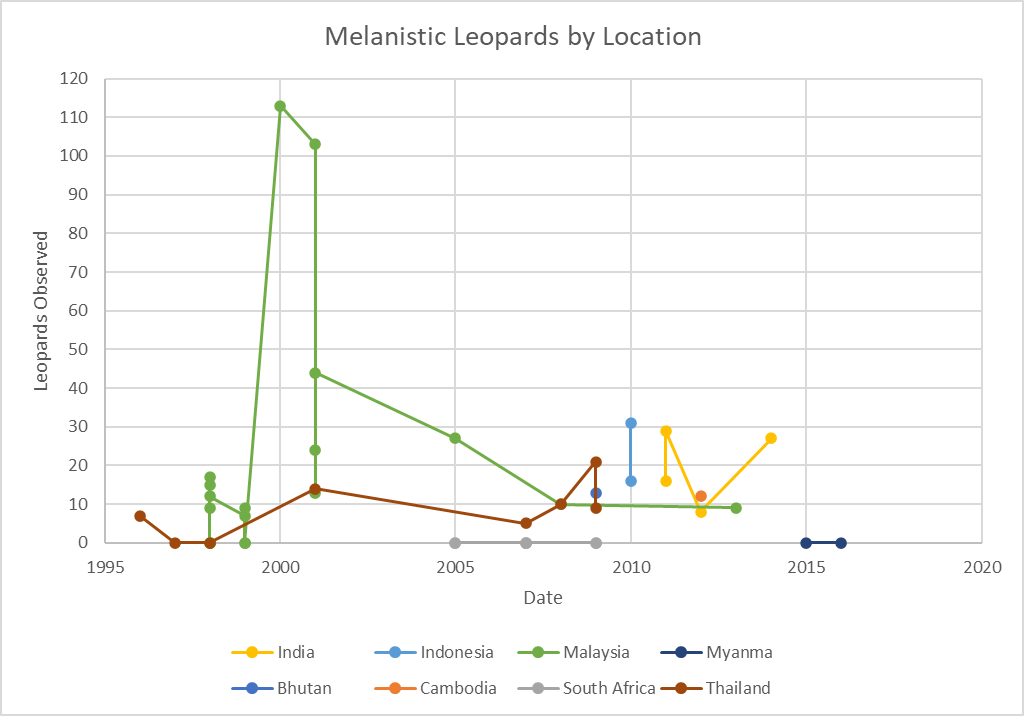 Melanistic Leopards by Location
120
110
100
90
80
70
60
50
40
30
20
10
0
Leopards Observed
1995 2000 2005 2010 2015 2020
Date
India Indonesia Malaysia Myanma
Bhutan Cambodia South Africa Thailand